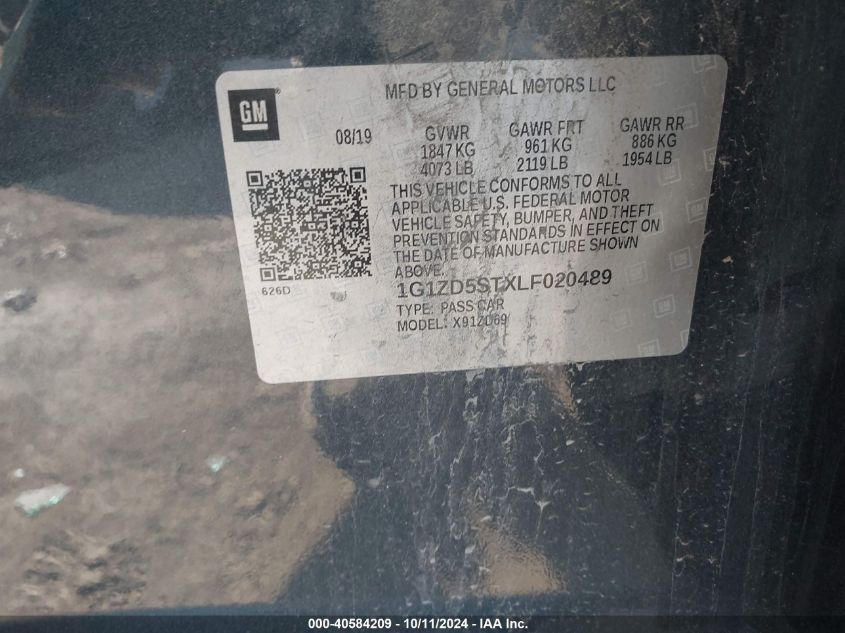 MFD BY GENERAL MOTORS LLC
GM
08/19
GVWR GAWR FRT GAWR RR
1847 KG 961 KG 886 KG
4073 LB 2119 LB 1954 LB
THIS VEHICLE CONFORMS TO ALL
APPLICABLE U.S. FEDERAL MOTOR
VEHICLE SAFETY, BUMPER, AND THEFT
PREVENTION STANDARDS IN EFFECT ON
THE DATE OF MANUFACTURE SHOWN
ABOVE.
626D
1G1ZD5STXLF020489
TYPE: PASS CAR
MODEL: X91ZD69
000-40584209 - 10/11/2024 - IAA Inc.